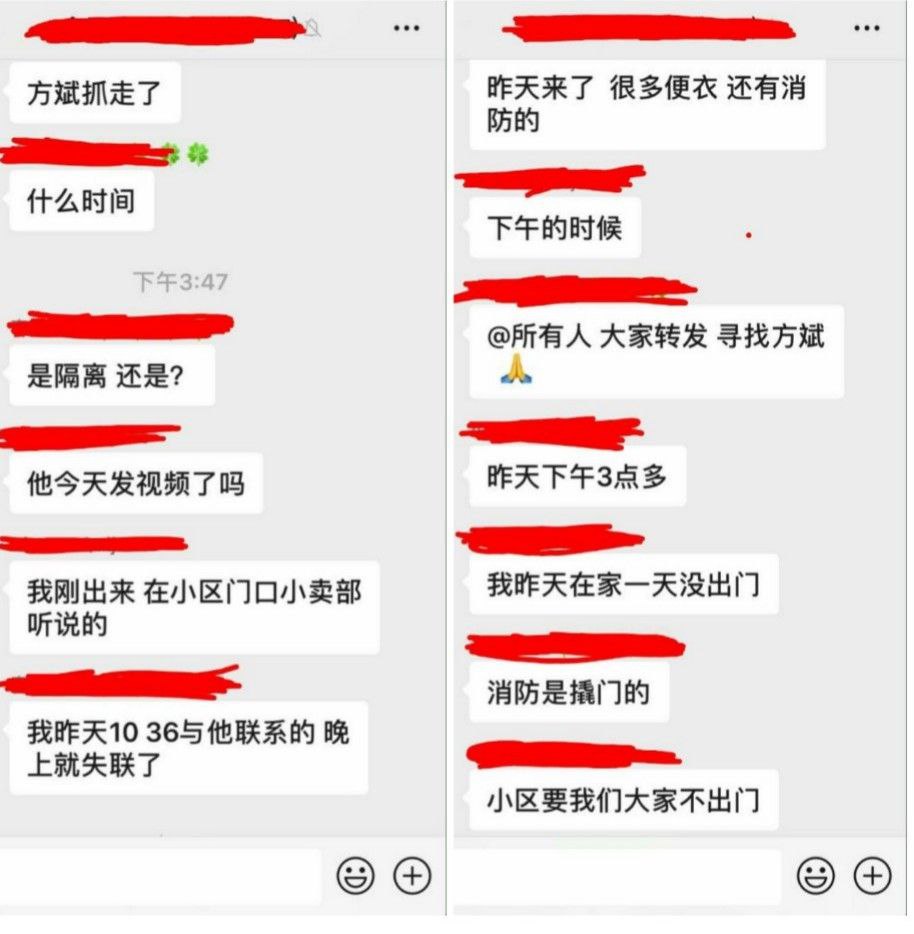 方斌抓走了
什么时间
下午3:47
是隔离 还是?
他今天发视频了吗
我刚出来 在小区门口小卖部
听说的
我昨天10 36与他联系的 晚
上就失联了
昨天来了 很多便衣 还有消
防的
下午的时候
@所有人 大家转发 寻找方斌
昨天下午3点多
我昨天在家一天没出门
消防是撬门的
小区要我们大家不出门